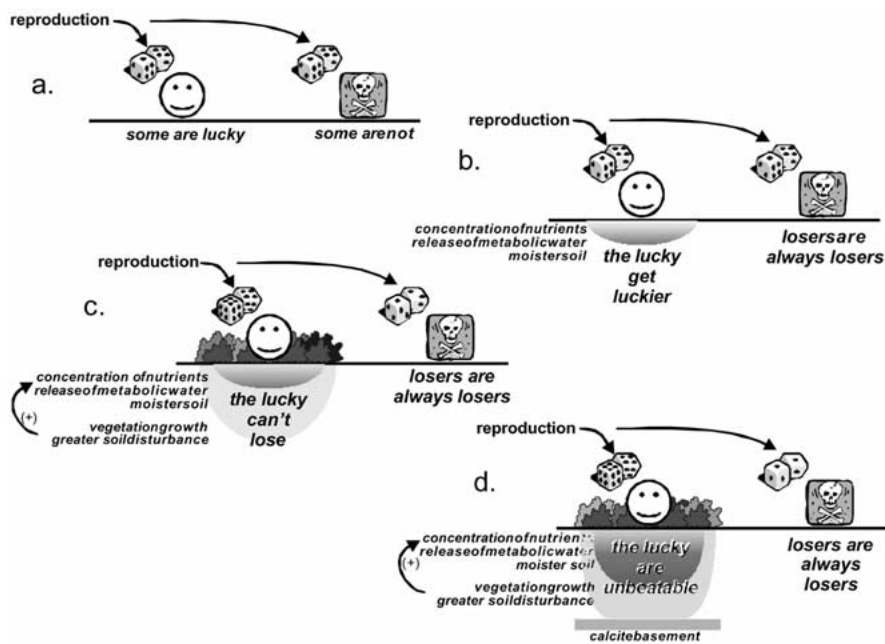 reproduction
a.
some are lucky
some arenot
reproduction
b.
concentrationofnutrients
releaseofmetabolicwater
moistersoil
the lucky
get
luckier
losersare
always losers
reproduction
c.
concentration ofnutrients
releaseofmetabolicwater
moistersoil
(+)
vegetationgrowth
greater soildisturbance
the lucky
can't
lose
losers are
always losers
reproduction
d.
concentrationofnutrients
releaseofmetabolicwater
moister soil
(+)
vegetationgrowth
greater soildisturbance
the lucky
are
unbeatable
losers are
always
losers
calcitebasement